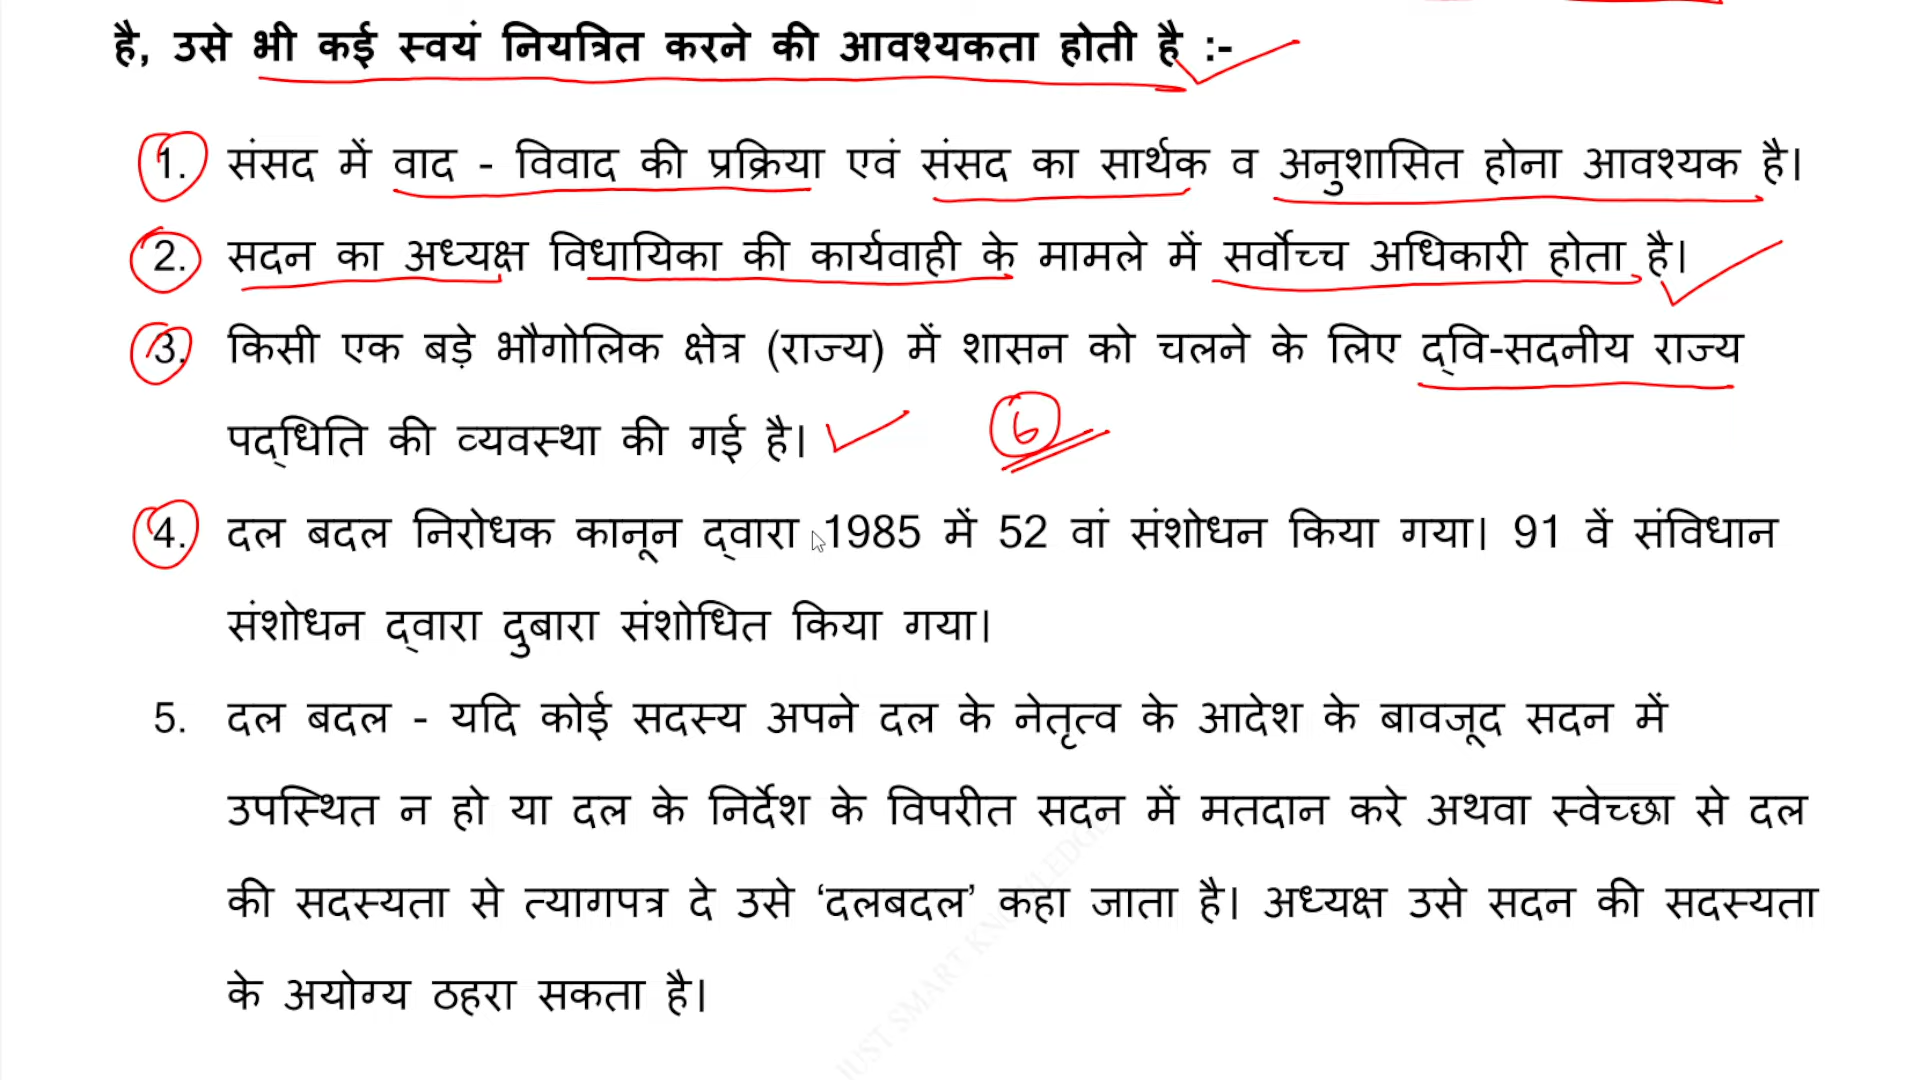 है, उसे भी कई स्वयं नियत्रित करने की आवश्यकता होती है :-
1. संसद में वाद - विवाद की प्रक्रिया एवं संसद का सार्थक व अनुशासित होना आवश्यक है।
2. सदन का अध्यक्ष विधायिका की कार्यवाही के मामले में सर्वोच्च अधिकारी होता है।
3. किसी एक बड़े भौगोलिक क्षेत्र (राज्य) में शासन को चलने के लिए द्वि-सदनीय राज्य
पद्धिति की व्यवस्था की गई है।
6
4. दल बदल निरोधक कानून द्वारा 1985 में 52 वां संशोधन किया गया। 91 वें संविधान
संशोधन द्वारा दुबारा संशोधित किया गया।
5. दल बदल - यदि कोई सदस्य अपने दल के नेतृत्व के आदेश के बावजूद सदन में
उपस्थित न हो या दल के निर्देश के विपरीत सदन में मतदान करे अथवा स्वेच्छा से दल
की सदस्यता से त्यागपत्र दे उसे ‘दलबदल’ कहा जाता है। अध्यक्ष उसे सदन की सदस्यता
के अयोग्य ठहरा सकता है।
JUST SMART KNOWLEDGE